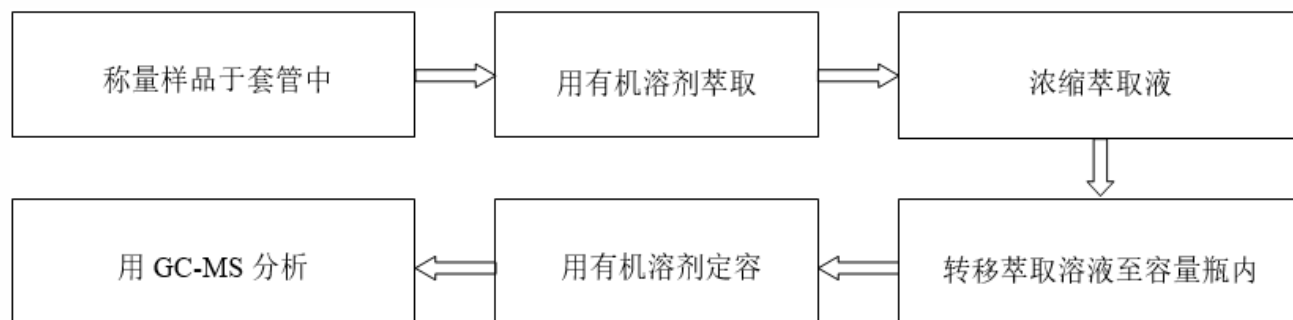 称量样品于套管中
用有机溶剂萃取
浓缩萃取液
转移萃取溶液至容量瓶内
用有机溶剂定容
用 GC-MS 分析